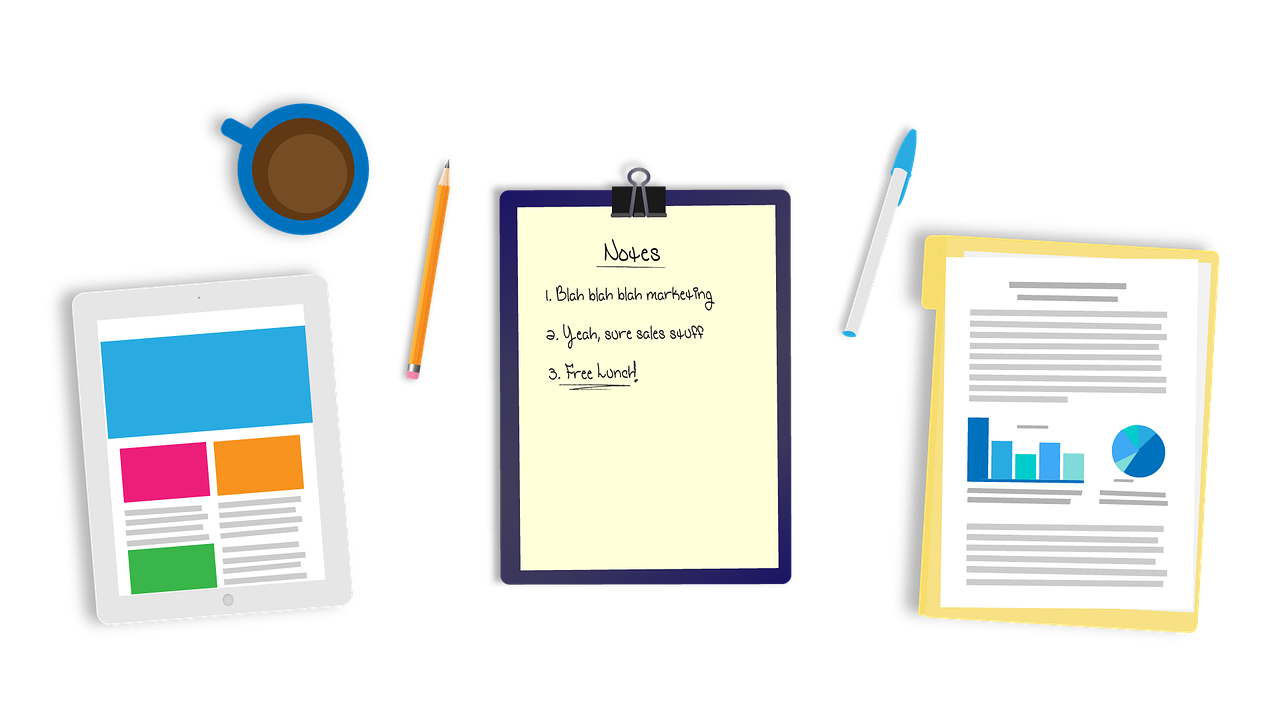 Notes
1. Blah blah blah marketing
2. Yeah, sure sales stuff
3. Free Lunch!